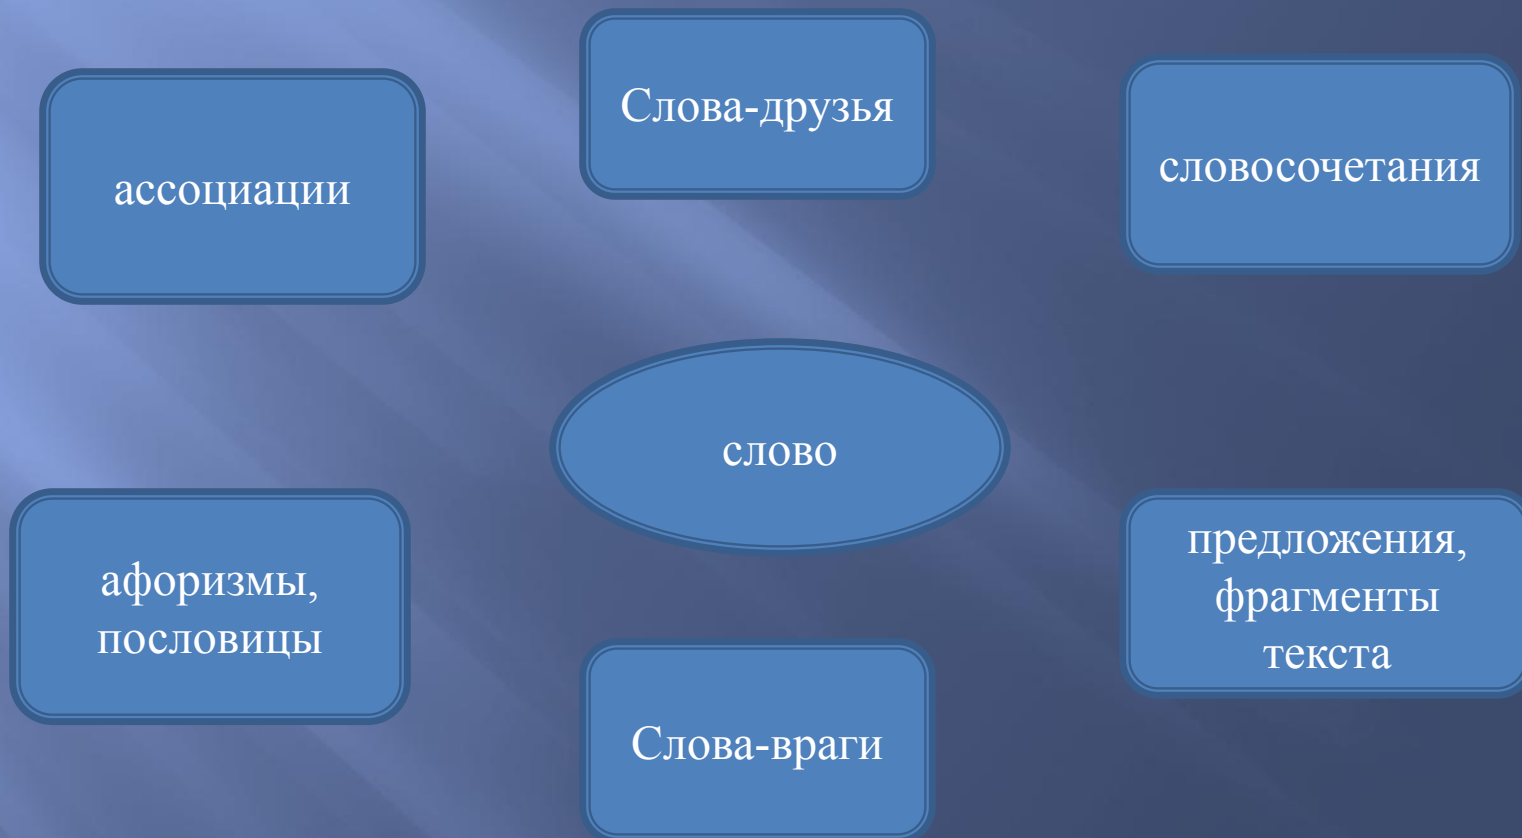 Слова-друзья
ассоциации
словосочетания
слово
афоризмы,
пословицы
предложения,
фрагменты
текста
Слова-враги